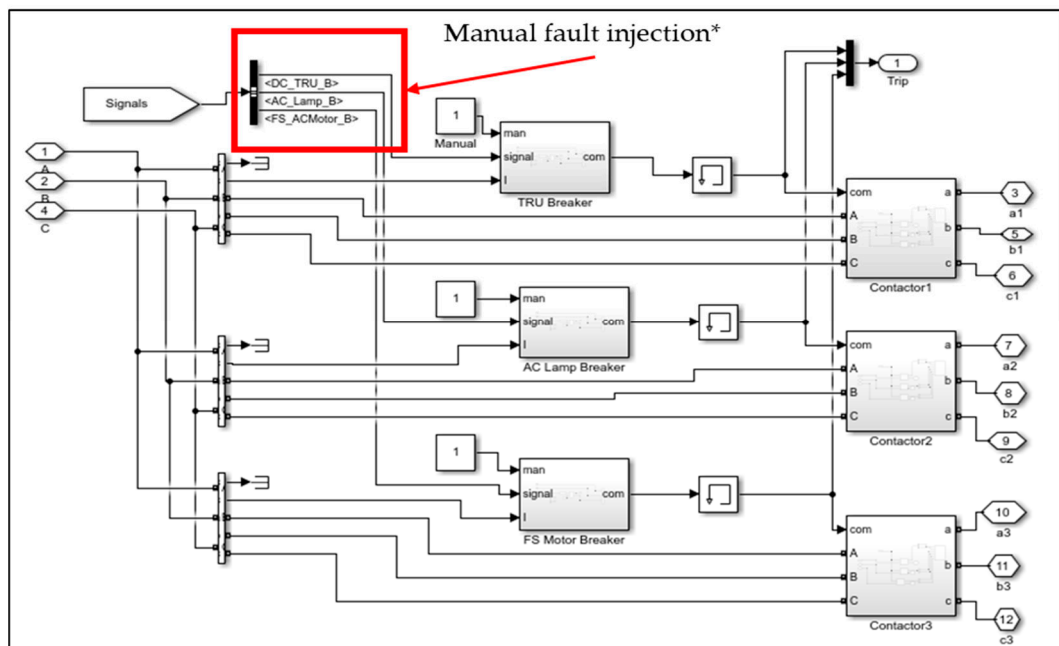 Manual fault injection*
Signals
<DC_TRU_B>
<AC_Lamp_B>
<FS_ACMotor_B>
1
Trip
1
Manual
man
signal
I
com
TRU Breaker
1
A
2
B
4
C
com
A
B
C
a
b
c
Contactor1
3
a1
5
b1
6
c1
1
man
signal
I
com
AC Lamp Breaker
com
A
B
C
a
b
c
Contactor2
7
a2
8
b2
9
c2
1
man
signal
I
com
FS Motor Breaker
com
A
B
C
a
b
c
Contactor3
10
a3
11
b3
12
c3